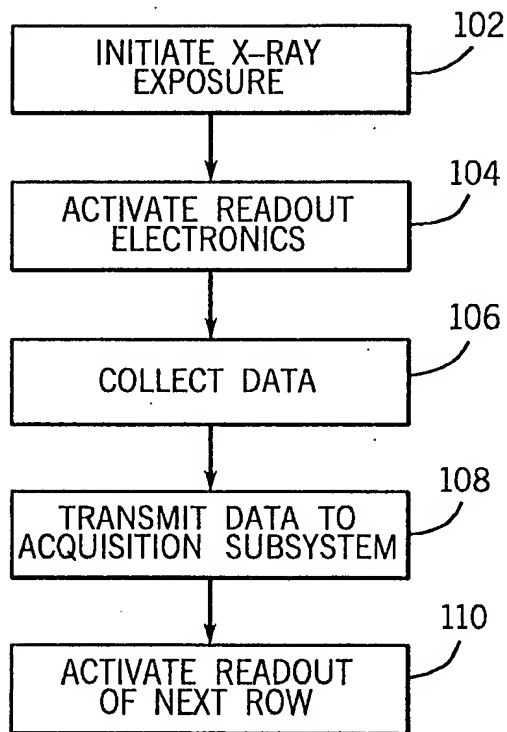 102
INITIATE X-RAY
EXPOSURE
104
ACTIVATE READOUT
ELECTRONICS
106
COLLECT DATA
108
TRANSMIT DATA TO
ACQUISITION SUBSYSTEM
110
ACTIVATE READOUT
OF NEXT ROW